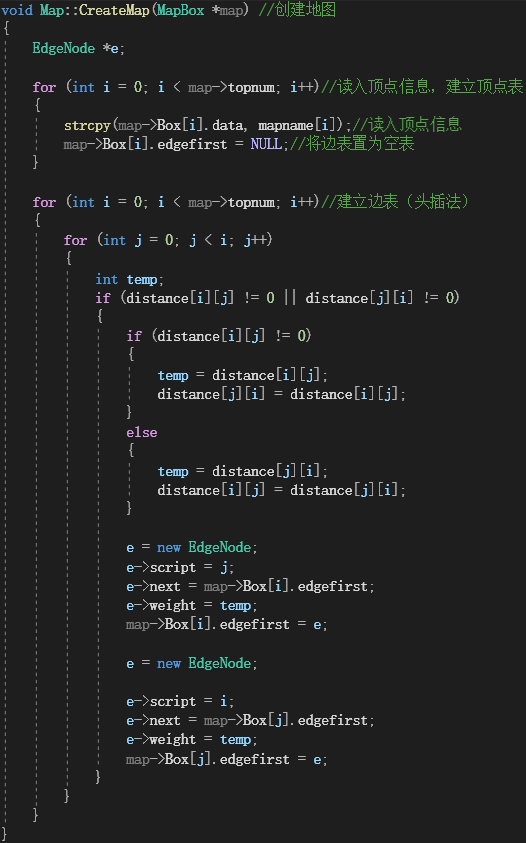 void Map::CreateMap(MapBox *map) //创建地图
{
EdgeNode *e;
for (int i = 0; i < map->topnum; i++)//读入顶点信息，建立顶点表
{
strcpy(map->Box[i].data, mapname[i]);//读入顶点信息
map->Box[i].edgefirst = NULL;//将边表置为空表
}
for (int i = 0; i < map->topnum; i++)//建立边表（头插法）
{
for (int j = 0; j < i; j++)
{
int temp;
if (distance[i][j] != 0 || distance[j][i] != 0)
{
if (distance[i][j] != 0)
{
temp = distance[i][j];
distance[j][i] = distance[i][j];
}
else
{
temp = distance[j][i];
distance[i][j] = distance[j][i];
}
e = new EdgeNode;
e->script = j;
e->next = map->Box[i].edgefirst;
e->weight = temp;
map->Box[i].edgefirst = e;
e = new EdgeNode;
e->script = i;
e->next = map->Box[j].edgefirst;
e->weight = temp;
map->Box[j].edgefirst = e;
}
}
}
}